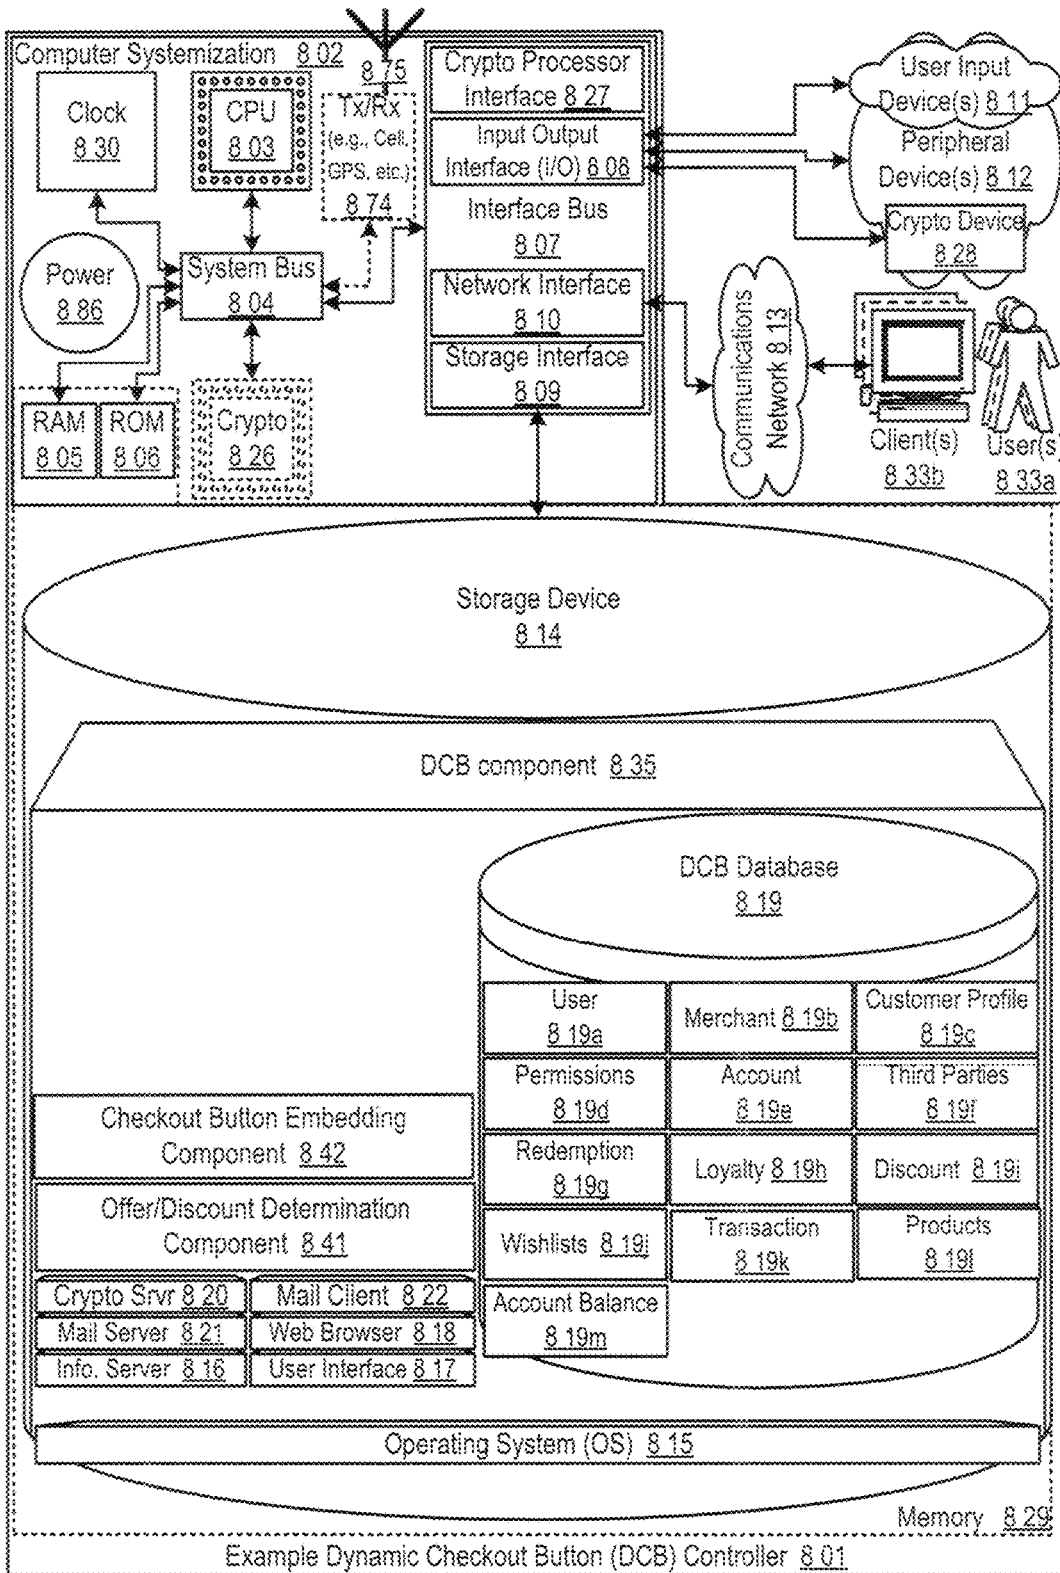 Computer Systemization 8 02
8 75
Clock
8 30
CPU
8 03
Tx/Rx
(e.g., Cell,
GPS, etc.)
8 74
Crypto Processor
Interface 8 27
Input Output
Interface (I/O) 8 08
Interface Bus
8 07
Network Interface
8 10
Storage Interface
8 09
User Input
Device(s) 8 11
Peripheral
Device(s) 8 12
Crypto Device
8 28
Power
8 86
System Bus
8 04
RAM
8 05
ROM
8 06
Crypto
8 26
Communications
Network 8 13
Client(s)
8 33b
User(s)
8 33a
Storage Device
8 14
DCB component 8 35
DCB Database
8 19
User
8 19a
Merchant 8 19b
Customer Profile
8 19c
Permissions
8 19d
Account
8 19e
Third Parties
8 19f
Redemption
8 19g
Loyalty 8 19h
Discount 8 19i
Wishlists 8 19j
Transaction
8 19k
Products
8 19l
Account Balance
8 19m
Checkout Button Embedding
Component 8 42
Offer/Discount Determination
Component 8 41
Crypto Srvr 8 20
Mail Client 8 22
Mail Server 8 21
Web Browser 8 18
Info. Server 8 16
User Interface 8 17
Operating System (OS) 8 15
Memory 8 29
Example Dynamic Checkout Button (DCB) Controller 8 01